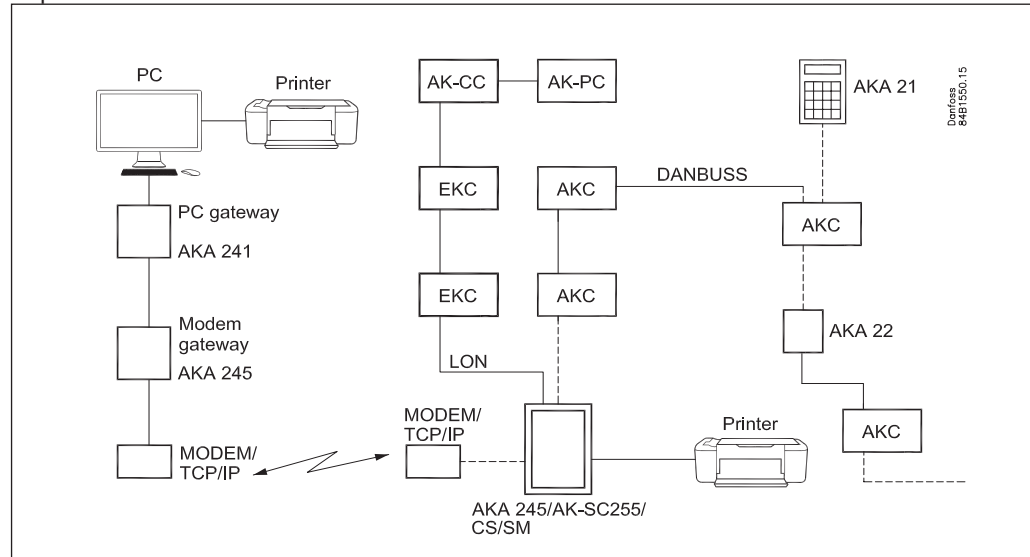 PC
Printer
PC gateway
AKA 241
Modem
gateway
AKA 245
MODEM/
TCP/IP
AK-CC
AK-PC
EKC
AKC
DANBUSS
EKC
AKC
LON
MODEM/
TCP/IP
AKA 245/AK-SC255/
CS/SM
Printer
AKA 21
AKC
AKA 22
AKC
Danfoss
84B1550.15